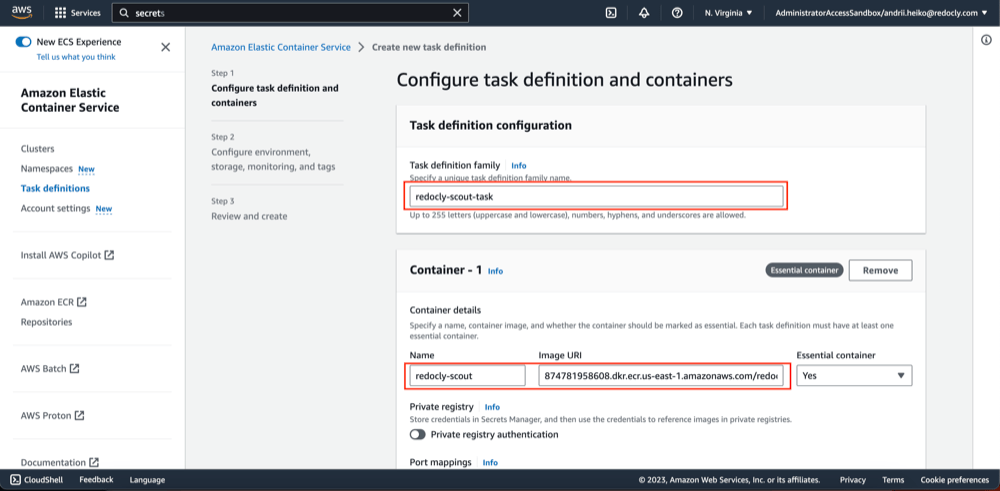 aws Services secrets N. Virginia AdministratorAccessSandbox/andrii.heiko@redocly.com
New ECS Experience
Tell us what you think
Amazon Elastic
Container Service
Clusters
Namespaces New
Task definitions
Account settings New
Install AWS Copilot
Amazon ECR
Repositories
AWS Batch
AWS Proton
Documentation
Amazon Elastic Container Service > Create new task definition
Step 1
Configure task definition and
containers
Step 2
Configure environment,
storage, monitoring, and tags
Step 3
Review and create
Configure task definition and containers
Task definition configuration
Task definition family Info
Specify a unique task definition family name.
redocly-scout-task
Up to 255 letters (uppercase and lowercase), numbers, hyphens, and underscores are allowed.
Container - 1 Info Essential container Remove
Container details
Specify a name, container image, and whether the container should be marked as essential. Each task definition must have at least one
essential container.
Name Image URI Essential container
redocly-scout 874781958608.dkr.ecr.us-east-1.amazonaws.com/redoc Yes
Private registry Info
Store credentials in Secrets Manager, and then use the credentials to reference images in private registries.
Private registry authentication
Port mappings Info
CloudShell Feedback Language © 2023, Amazon Web Services, Inc. or its affiliates. Privacy Terms Cookie preferences